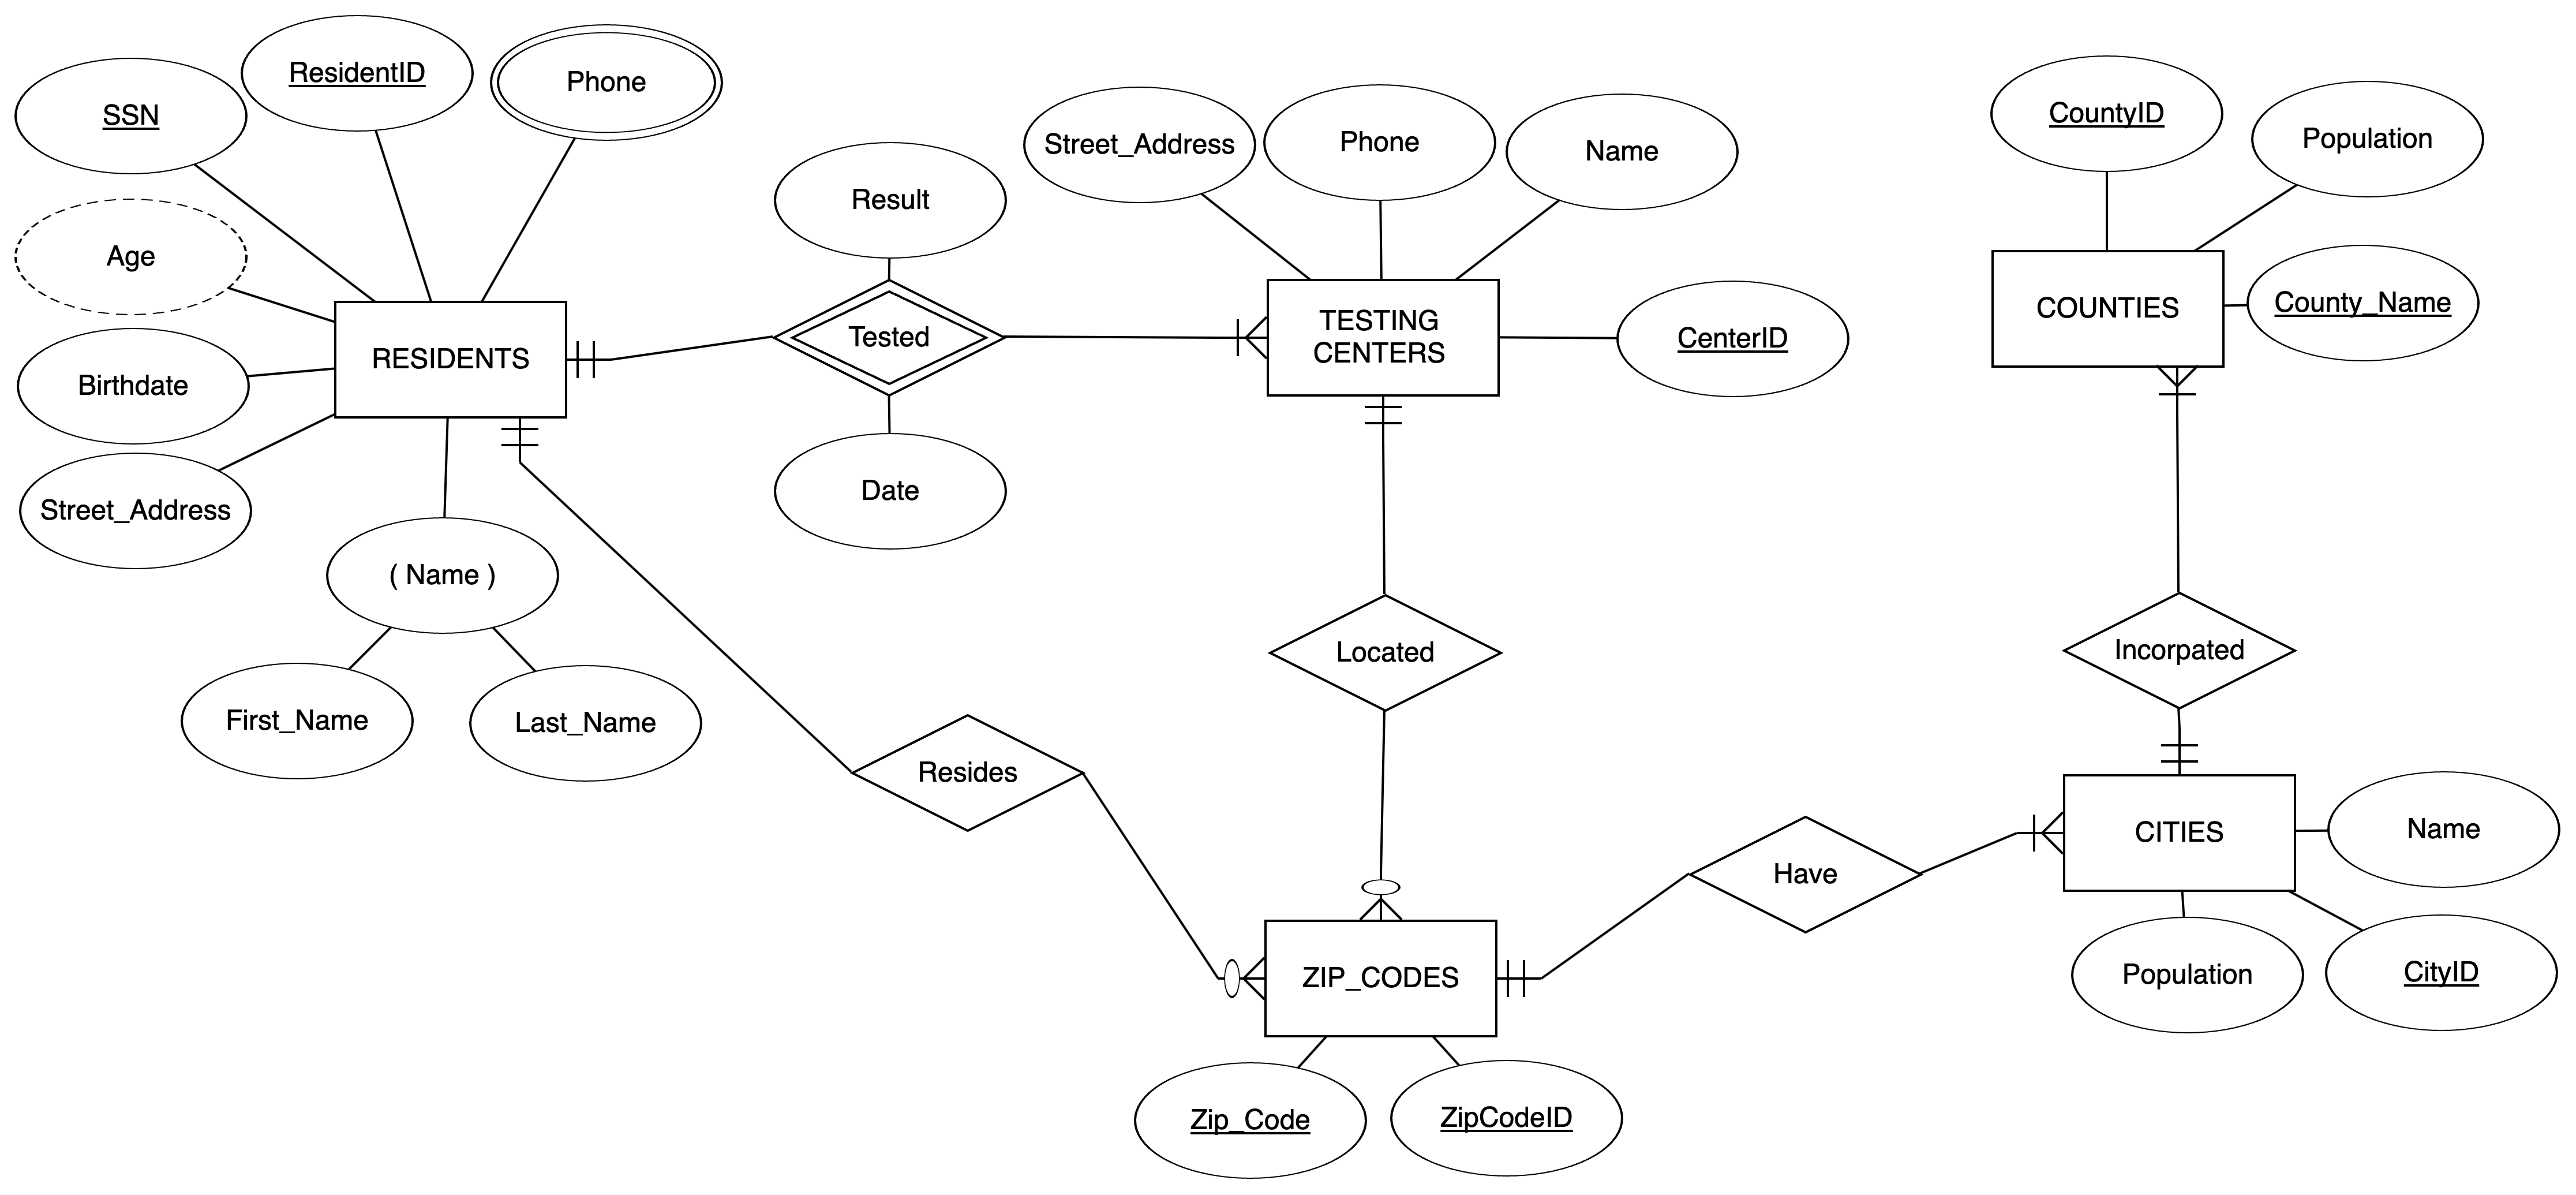 SSN
ResidentID
Phone
Age
Birthdate
Street_Address
RESIDENTS
( Name )
First_Name
Last_Name
Result
Tested
Date
Street_Address
Phone
Name
TESTING
CENTERS
CenterID
CountyID
Population
COUNTIES
County_Name
Located
Incorpated
Resides
Have
CITIES
Name
Population
CityID
ZIP_CODES
Zip_Code
ZipCodeID